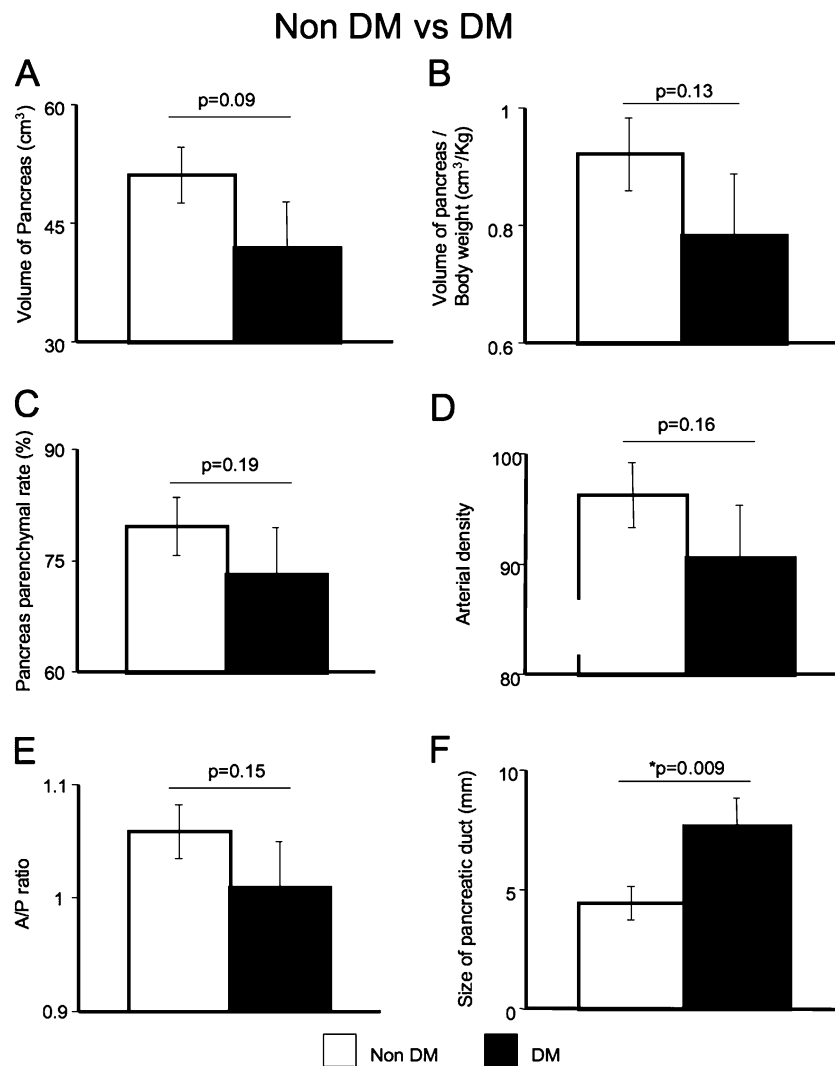 Non DM vs DM
A
Volume of Pancreas (cm³)
60
45
30
p=0.09
B
Volume of pancreas /
Body weight (cm³/Kg)
1
0.8
0.6
p=0.13
C
Pancreas parenchymal rate (%)
90
75
60
p=0.19
D
Arterial density
100
90
80
p=0.16
E
A/P ratio
1.1
1
0.9
p=0.15
F
Size of pancreatic duct (mm)
10
5
0
*p=0.009
Non DM
DM